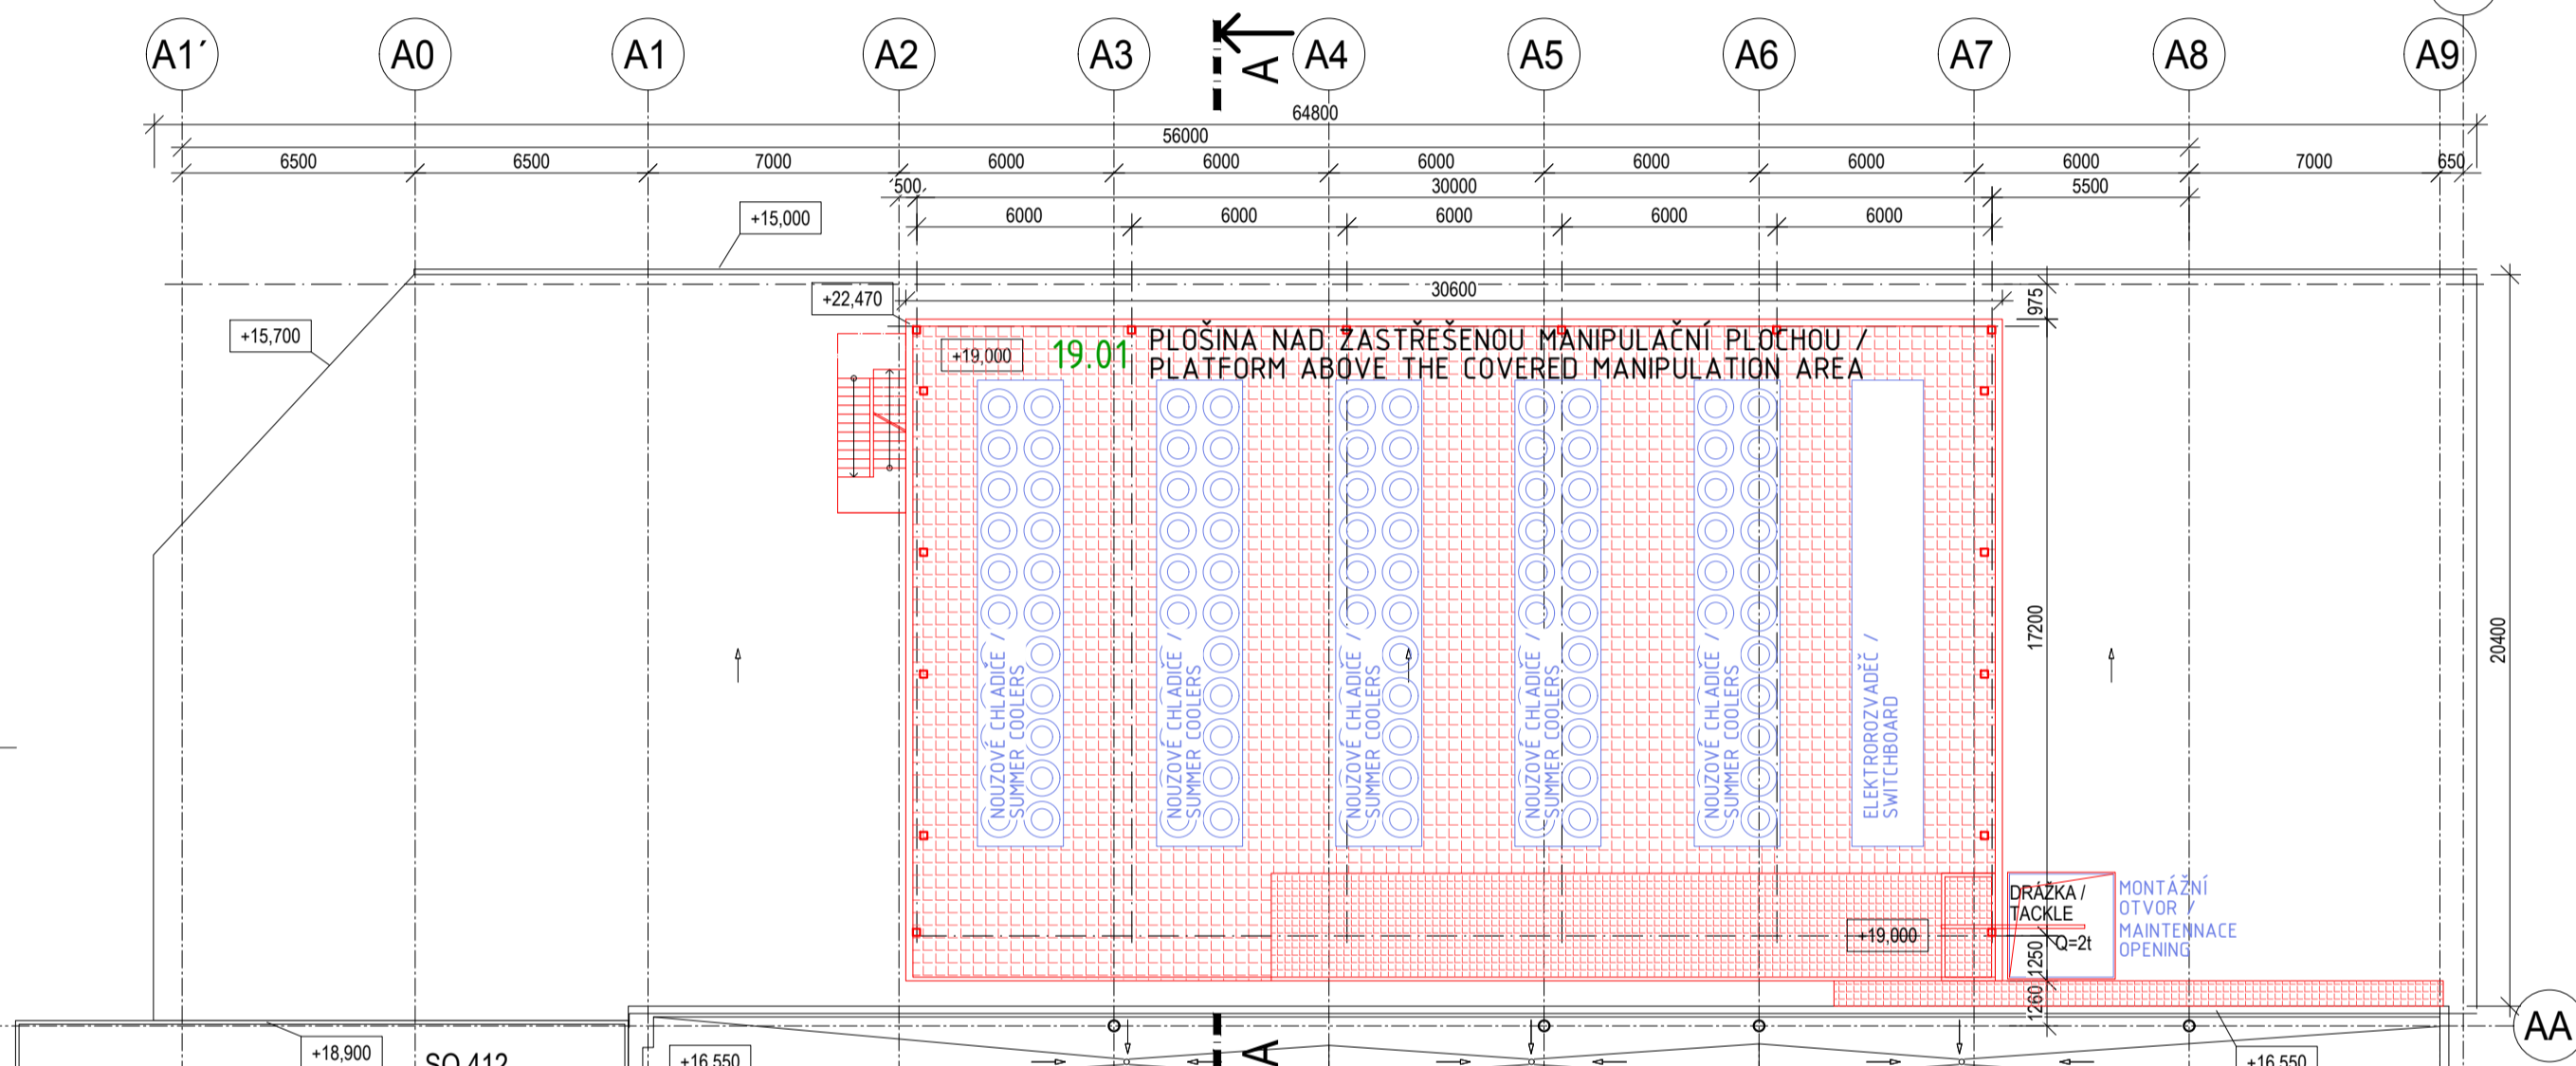 A1´ A0 A1 A2 A3 A4 A5 A6 A7 A8 A9
A
64800
56000
6500 6500 7000 6000 6000 6000 6000 6000 6000 7000 650
500 30000 5500
6000 6000 6000 6000 6000
+15,000
30600
+22,470
975
+15,700
+19,000
19.01
PLOŠINA NAD ZASTŘEŠENOU MANIPULAČNÍ PLOCHOU /
PLATFORM ABOVE THE COVERED MANIPULATION AREA
NOUZOVÉ CHLADIČE /
SUMMER COOLERS
NOUZOVÉ CHLADIČE /
SUMMER COOLERS
NOUZOVÉ CHLADIČE /
SUMMER COOLERS
NOUZOVÉ CHLADIČE /
SUMMER COOLERS
NOUZOVÉ CHLADIČE /
SUMMER COOLERS
ELEKTROROZVADĚČ /
SWITCHBOARD
17200
20400
DRÁŽKA /
TACKLE
Q=2t
MONTÁŽNÍ
OTVOR /
MAINTENNACE
OPENING
+19,000
1250
1260
AA
+18,900
SO 412
+16,550
A
+16,550